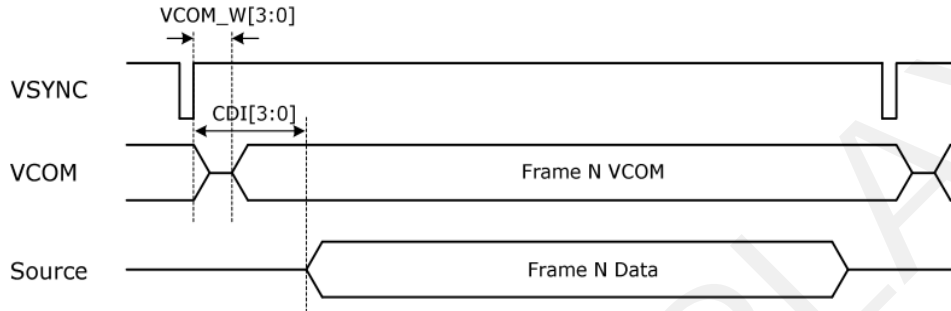 VCOM_W[3:0]
VSYNC
CDI[3:0]
VCOM
Frame N VCOM
Source
Frame N Data